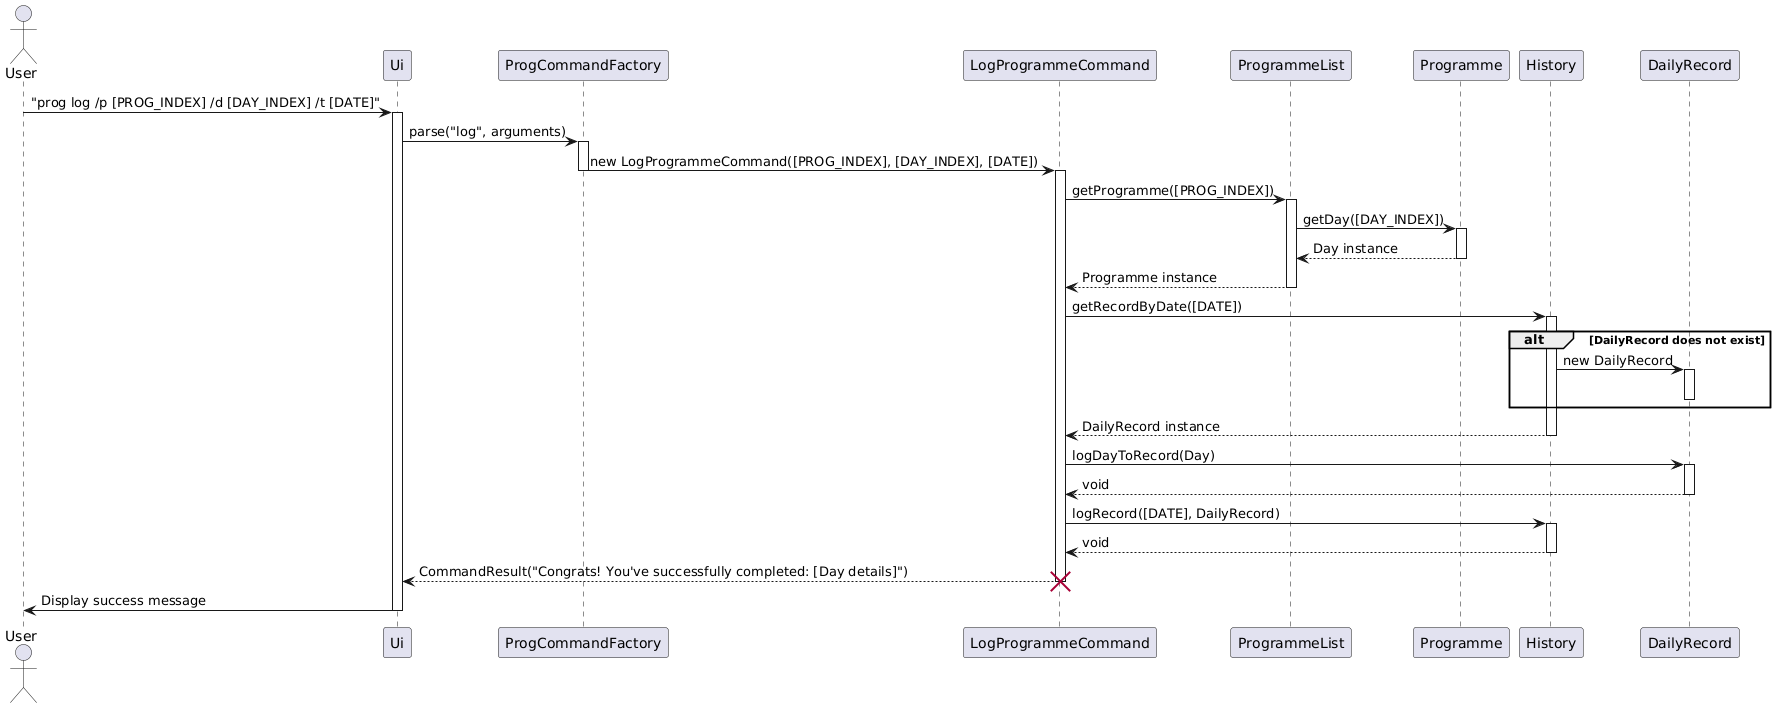 User
Ui
ProgCommandFactory
LogProgrammeCommand
ProgrammeList
Programme
History
DailyRecord
"prog log /p [PROG_INDEX] /d [DAY_INDEX] /t [DATE]"
parse("log", arguments)
new LogProgrammeCommand([PROG_INDEX], [DAY_INDEX], [DATE])
getProgramme([PROG_INDEX])
getDay([DAY_INDEX])
Day instance
Programme instance
getRecordByDate([DATE])
alt
[DailyRecord does not exist]
new DailyRecord
DailyRecord instance
logDayToRecord(Day)
void
logRecord([DATE], DailyRecord)
void
CommandResult("Congrats! You've successfully completed: [Day details]")
Display success message
User
Ui
ProgCommandFactory
LogProgrammeCommand
ProgrammeList
Programme
History
DailyRecord